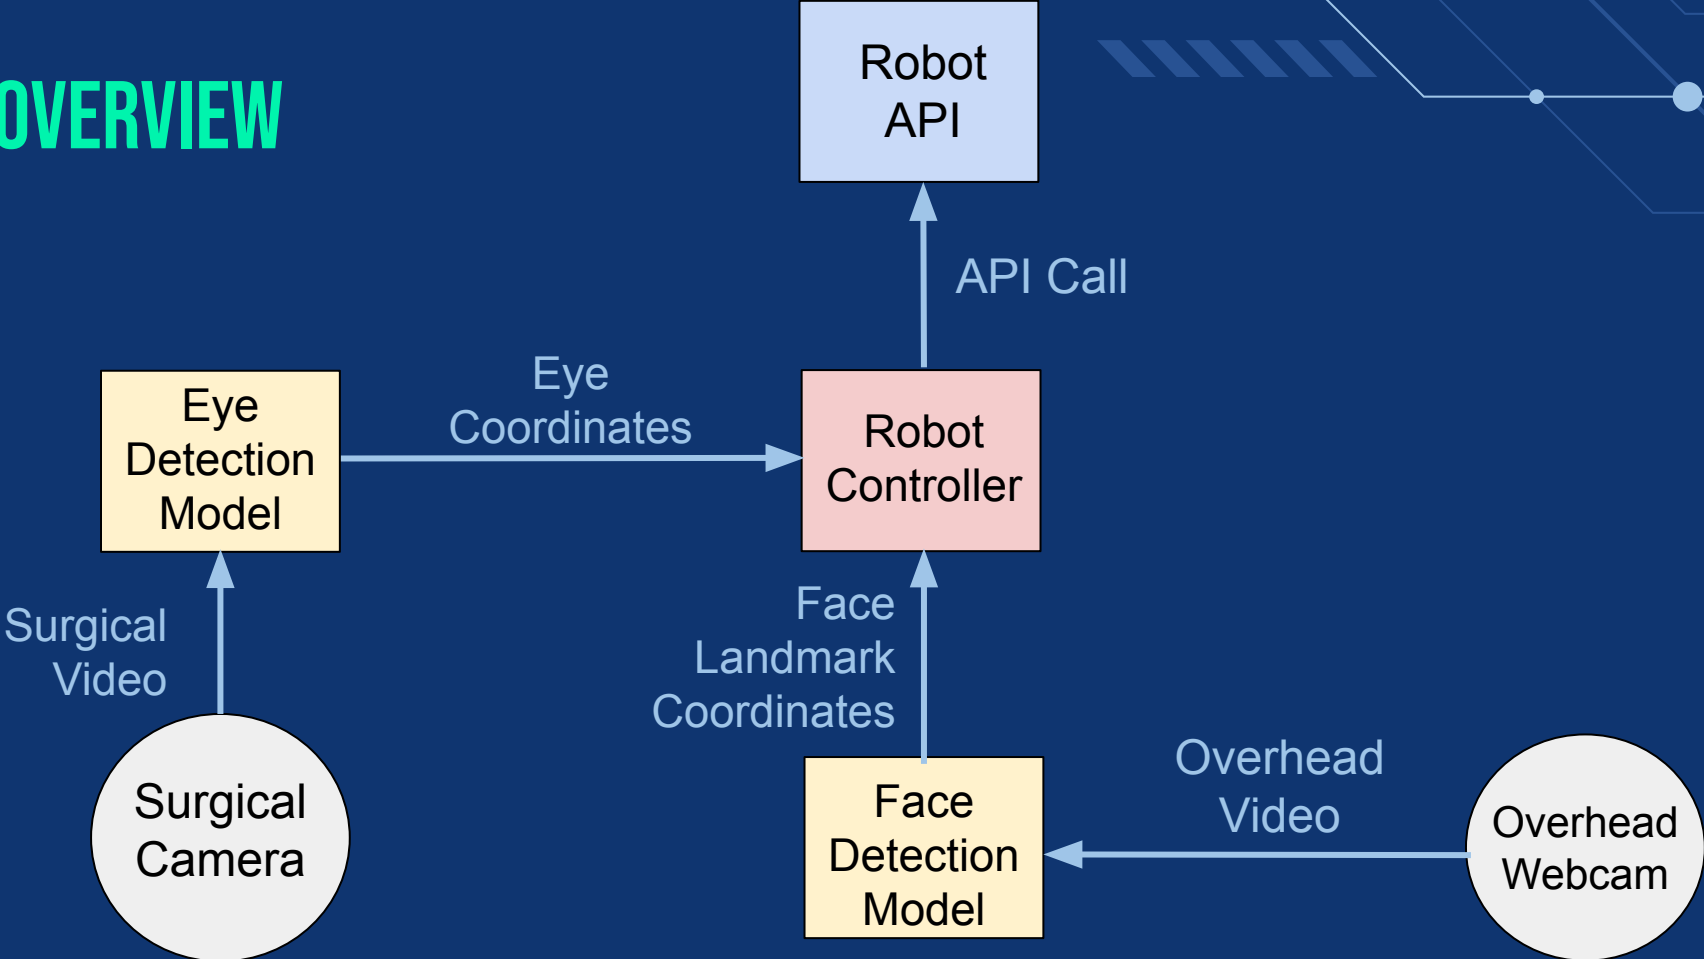 OVERVIEW
Robot
API
API Call
Eye
Coordinates
Eye
Detection
Model
Robot
Controller
Surgical
Video
Face
Landmark
Coordinates
Surgical
Camera
Face
Detection
Model
Overhead
Video
Overhead
Webcam